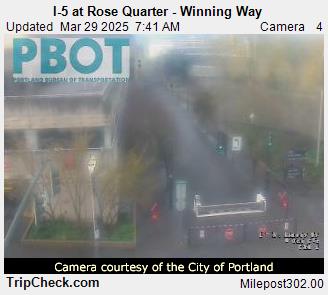 I-5 at Rose Quarter - Winning Way
Updated Mar 29 2025 7:41 AM Camera 4
PBOT
PORTLAND BUREAU OF TRANSPORTATION
Camera courtesy of the City of Portland
TripCheck.com Milepost302.00